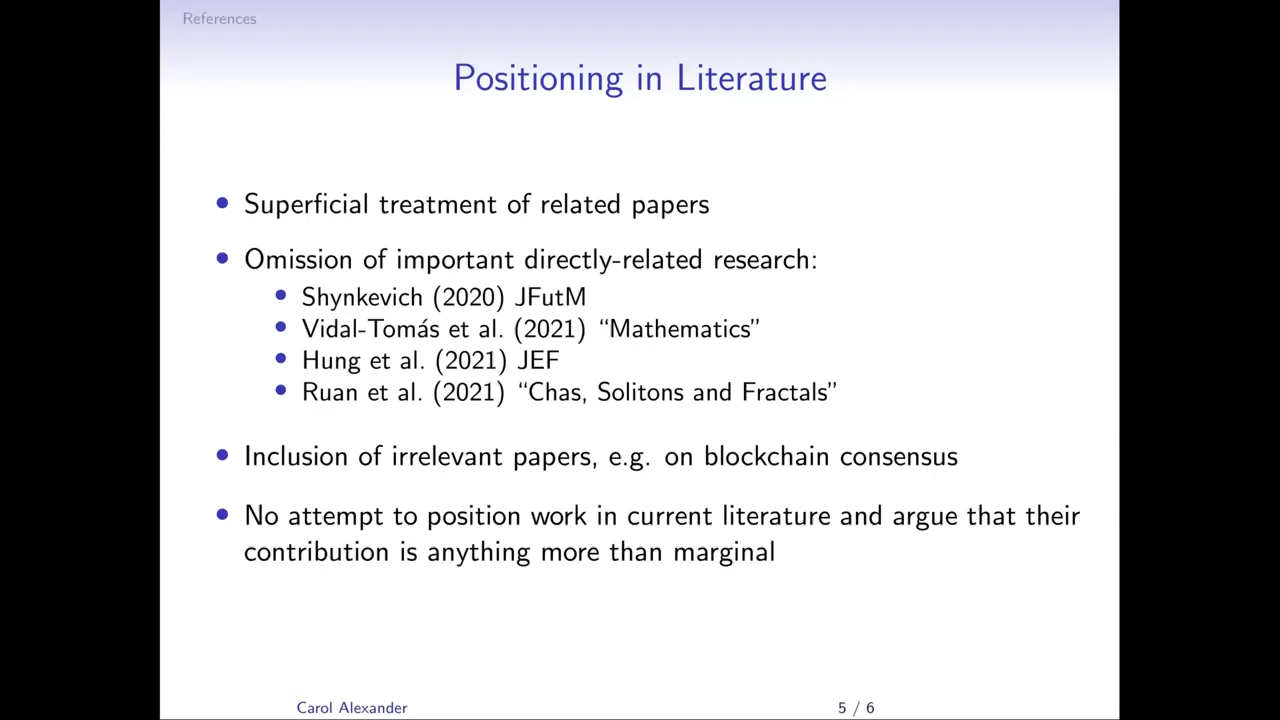 References
Positioning in Literature
• Superficial treatment of related papers
• Omission of important directly-related research:
• Shynkevich (2020) JFutM
• Vidal-Tomás et al. (2021) “Mathematics”
• Hung et al. (2021) JEF
• Ruan et al. (2021) “Chas, Solitons and Fractals”
• Inclusion of irrelevant papers, e.g. on blockchain consensus
• No attempt to position work in current literature and argue that their
contribution is anything more than marginal
Carol Alexander 5 / 6